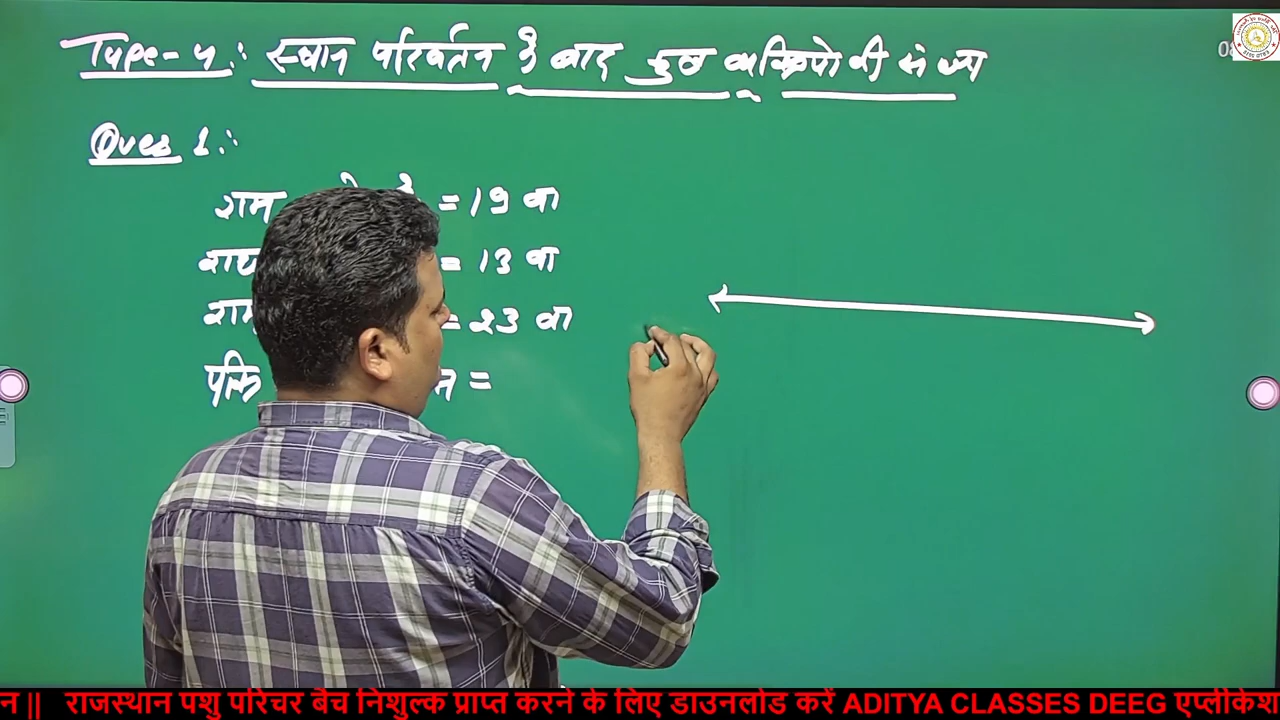 Type-4 :- स्थान परिवर्तन के बाद कुल व्यक्तियो की संख्या
Ques 1 :-
राम = 19 वा
= 13 वा
= 23 वा
पंक्ति =
न || राजस्थान पशु परिचर बैच निशुल्क प्राप्त करने के लिए डाउनलोड करें ADITYA CLASSES DEEG एप्लीकेश